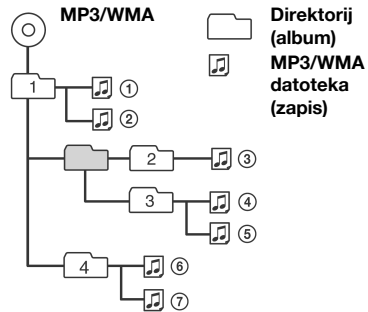 MP3/WMA
Direktorij
(album)
MP3/WMA
datoteka
(zapis)
1
①
②
2
③
3
④
⑤
4
⑥
⑦